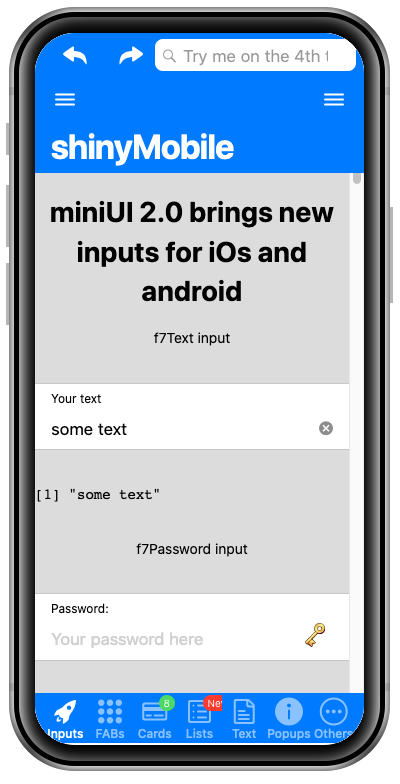 Try me on the 4th t
shinyMobile
miniUI 2.0 brings new
inputs for iOs and
android
f7Text input
Your text
some text
[1] "some text"
f7Password input
Password:
Your password here
8
Ne
Inputs
FABs
Cards
Lists
Text
Popups
Others